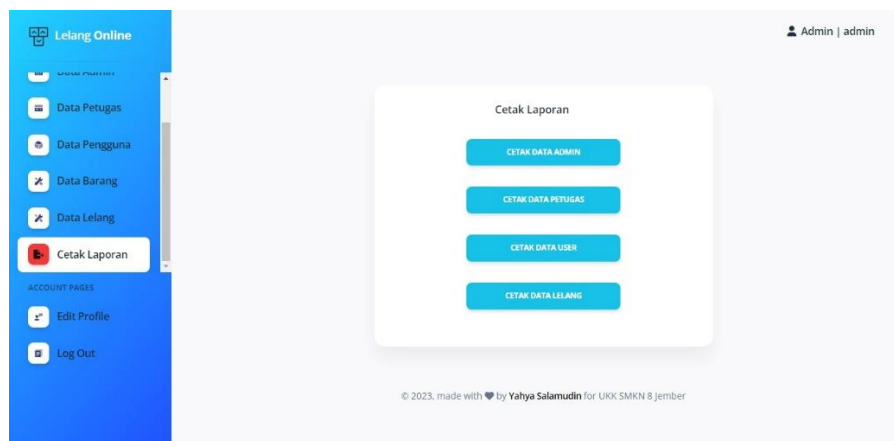 Lelang Online
Admin | admin
Data Admin
Data Petugas
Data Pengguna
Data Barang
Data Lelang
Cetak Laporan
ACCOUNT PAGES
Edit Profile
Log Out
Cetak Laporan
CETAK DATA ADMIN
CETAK DATA PETUGAS
CETAK DATA USER
CETAK DATA LELANG
© 2023, made with by Yahya Salamudin for UKK SMKN 8 Jember